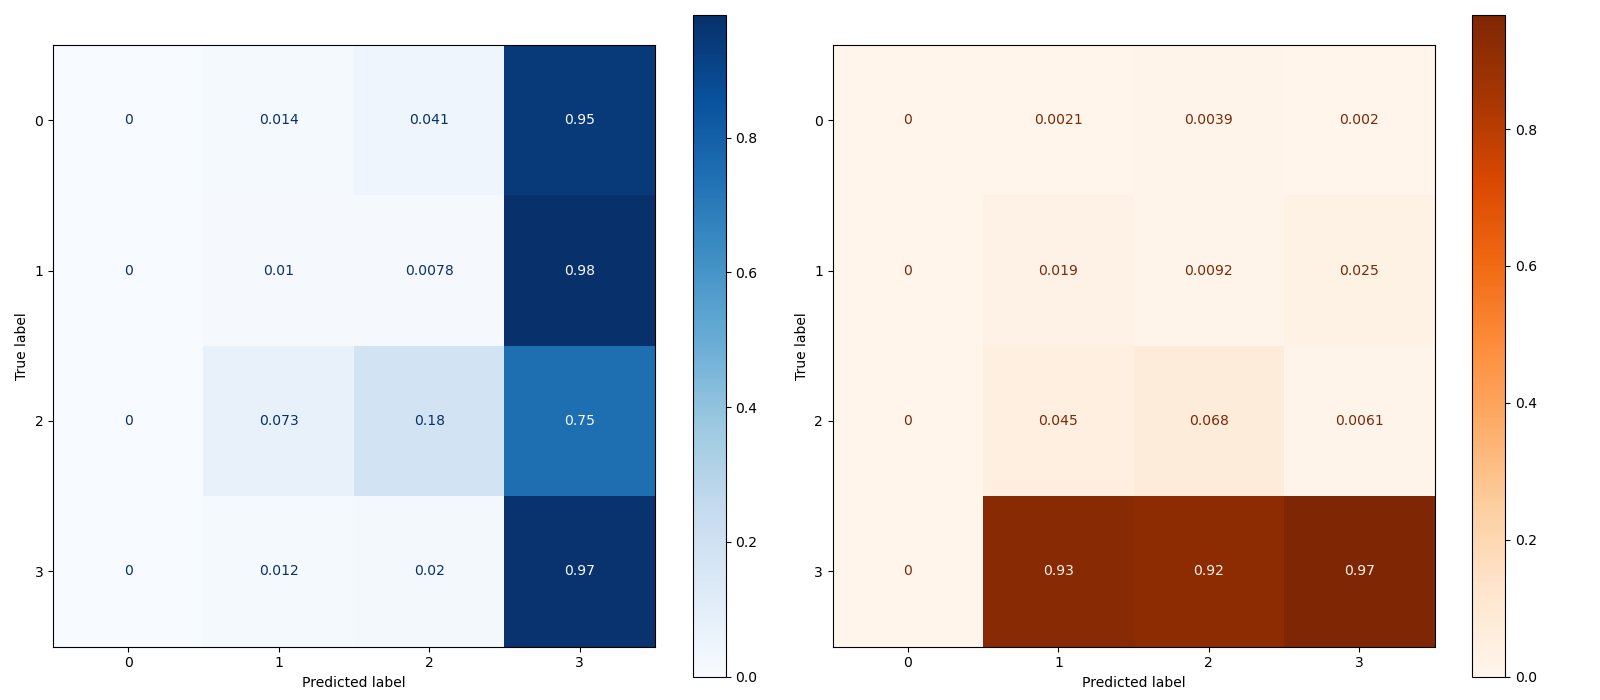 0 0 0.014 0.041 0.95
1 0 0.01 0.0078 0.98
2 0 0.073 0.18 0.75
3 0 0.012 0.02 0.97
0 1 2 3
True label
Predicted label
0.8
0.6
0.4
0.2
0.0
0 0 0.0021 0.0039 0.002
1 0 0.019 0.0092 0.025
2 0 0.045 0.068 0.0061
3 0 0.93 0.92 0.97
0 1 2 3
True label
Predicted label
0.8
0.6
0.4
0.2
0.0